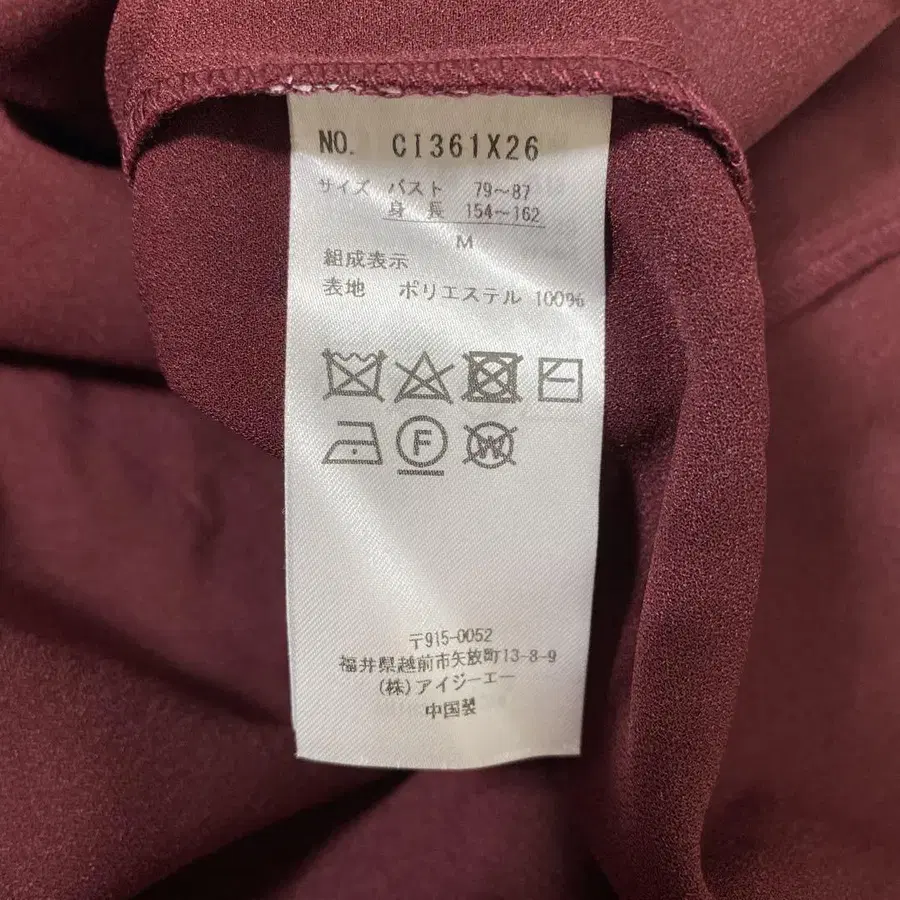 NO. CI361X26
サイズ バスト 79～87
身長 154～162
M
組成表示
表地 ポリエステル 100%
F
W
〒915-0052
福井県越前市矢放町13-8-9
(株)アイジーエー
中国製